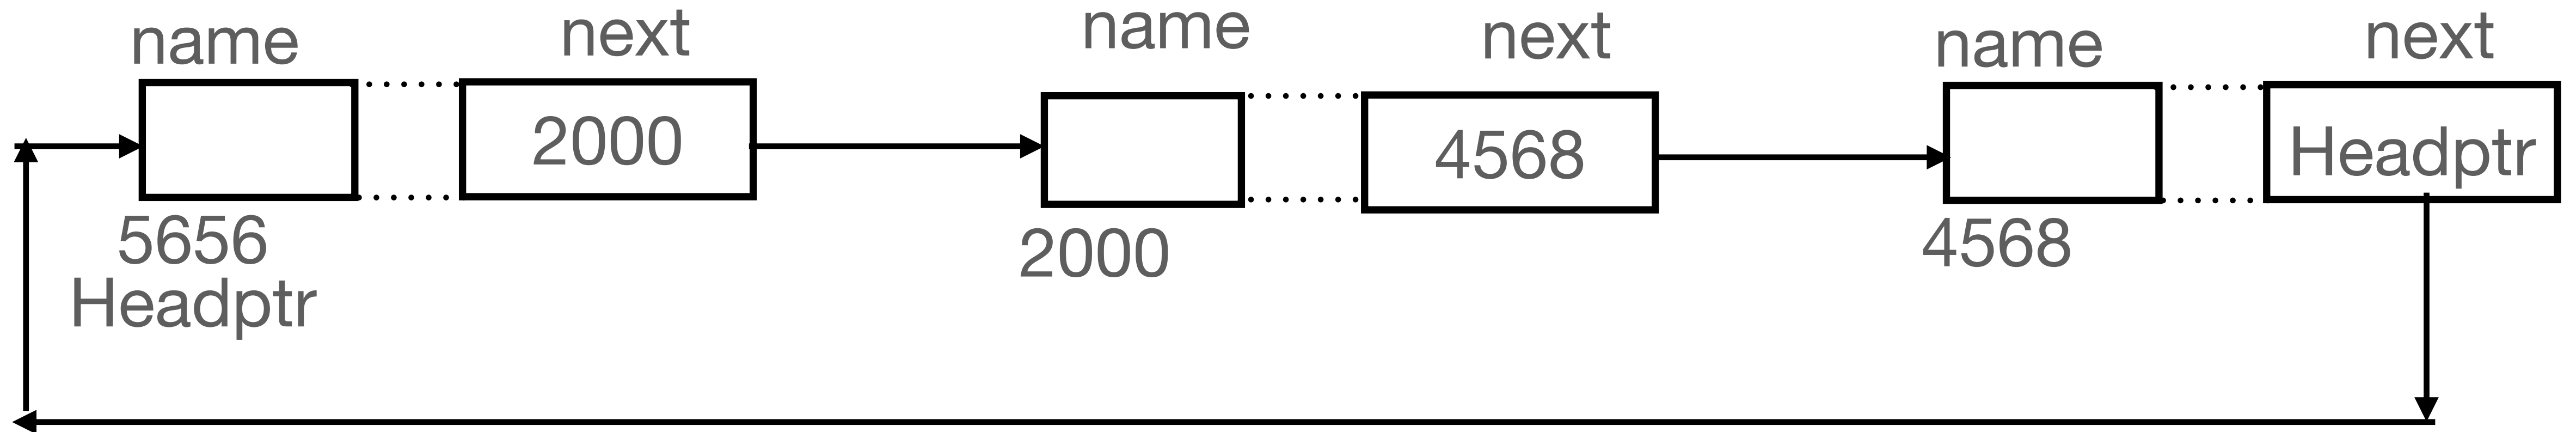 name next name next name next
2000 4568 Headptr
5656 2000 4568
Headptr